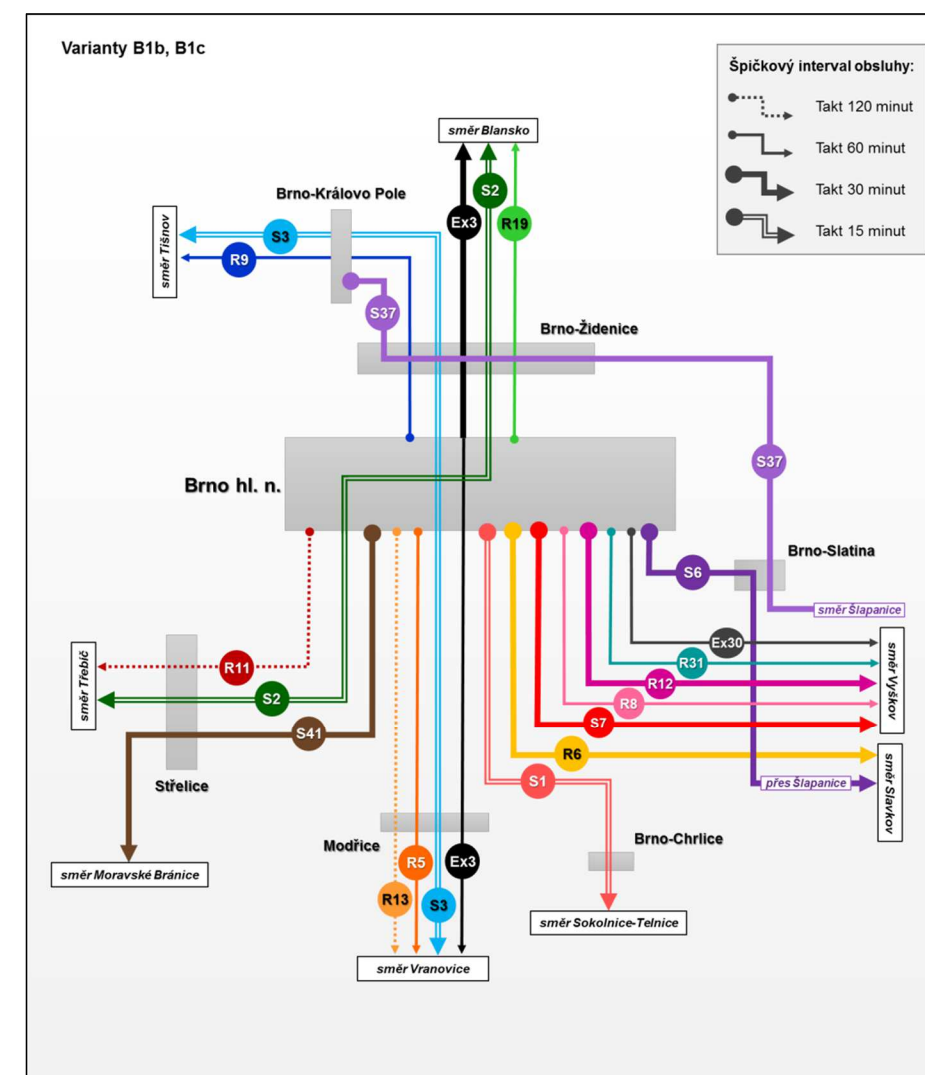 Varianty B1b, B1c
Špičkový interval obsluhy:
Takt 120 minut
Takt 60 minut
Takt 30 minut
Takt 15 minut
směr Blansko
Brno-Královo Pole
S2
směr Tišnov
S3
Ex3
R19
R9
S37
Brno-Židenice
Brno hl. n.
S37
S6
Brno-Slatina
směr Šlapanice
směr Třebič
R11
S2
S41
Střelice
Ex30
R31
R12
R8
S7
R6
směr Vyškov
S1
přes Šlapanice
směr Slavkov
Modřice
Brno-Chrlice
R5
Ex3
směr Moravské Bránice
R13
S3
směr Sokolnice-Telnice
směr Vranovice